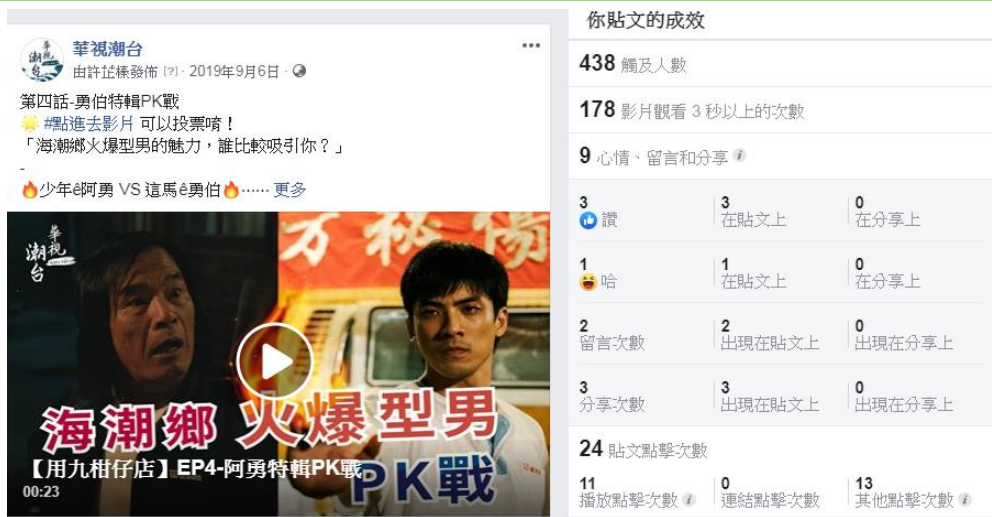 華視潮台
由許芷榛發佈 [?] · 2019年9月6日
第四話-勇伯特輯PK戰
#點進去影片 可以投票唷！
「海潮鄉火爆型男的魅力，誰比較吸引你？」
-
🔥少年ê阿勇 VS 這馬ê勇伯🔥…… 更多
華視
潮台
海潮鄉 火爆型男
PK戰
【用九柑仔店】EP4-阿勇特輯PK戰
00:23
你貼文的成效
438 觸及人數
178 影片觀看 3 秒以上的次數
9 心情、留言和分享
3 讚
3 在貼文上
0 在分享上
1 哈
1 在貼文上
0 在分享上
2 留言次數
2 出現在貼文上
0 出現在分享上
3 分享次數
3 出現在貼文上
0 出現在分享上
24 貼文點擊次數
11 播放點擊次數
0 連結點擊次數
13 其他點擊次數